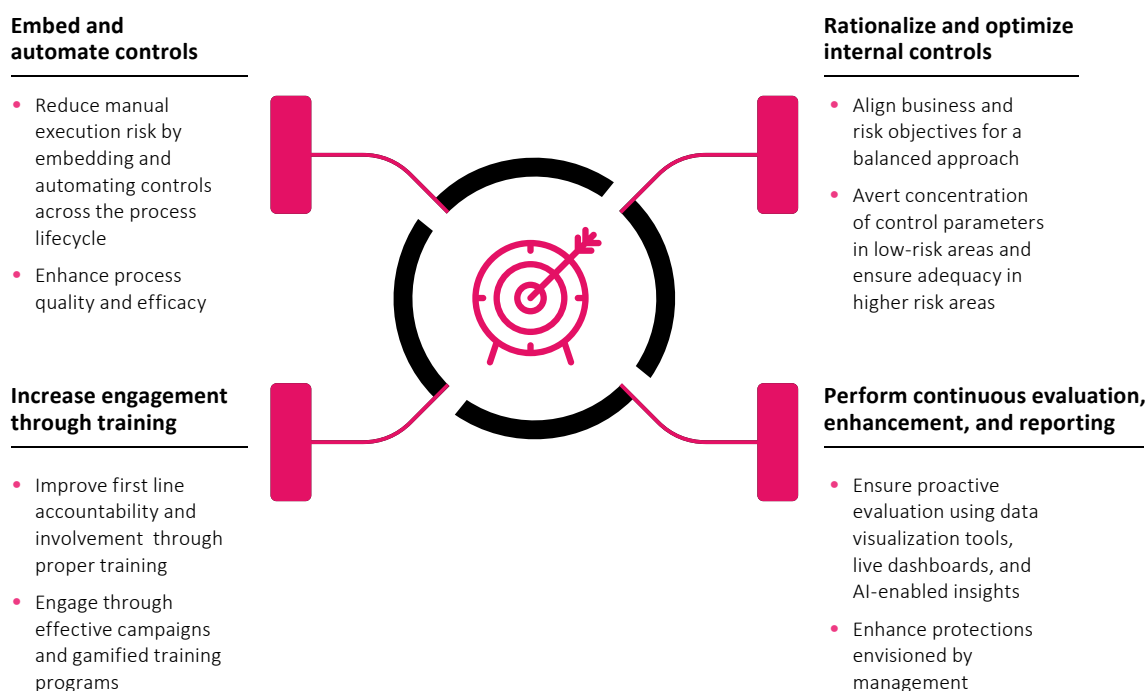 Embed and
automate controls
• Reduce manual
execution risk by
embedding and
automating controls
across the process
lifecycle
• Enhance process
quality and efficacy
Rationalize and optimize
internal controls
• Align business and
risk objectives for a
balanced approach
• Avert concentration
of control parameters
in low-risk areas and
ensure adequacy in
higher risk areas
Increase engagement
through training
• Improve first line
accountability and
involvement through
proper training
• Engage through
effective campaigns
and gamified training
programs
Perform continuous evaluation,
enhancement, and reporting
• Ensure proactive
evaluation using data
visualization tools,
live dashboards, and
AI-enabled insights
• Enhance protections
envisioned by
management